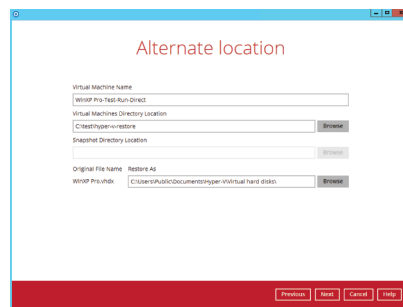 Alternate location
Virtual Machine Name
WinXP Pro-Test-Run-Direct
Virtual Machines Directory Location
C:\test\hyper-v-restore Browse
Snapshot Directory Location
Browse
Original File Name Restore As
WinXP Pro.vhdx C:\Users\Public\Documents\Hyper-V\Virtual hard disks\ Browse
Previous Next Cancel Help